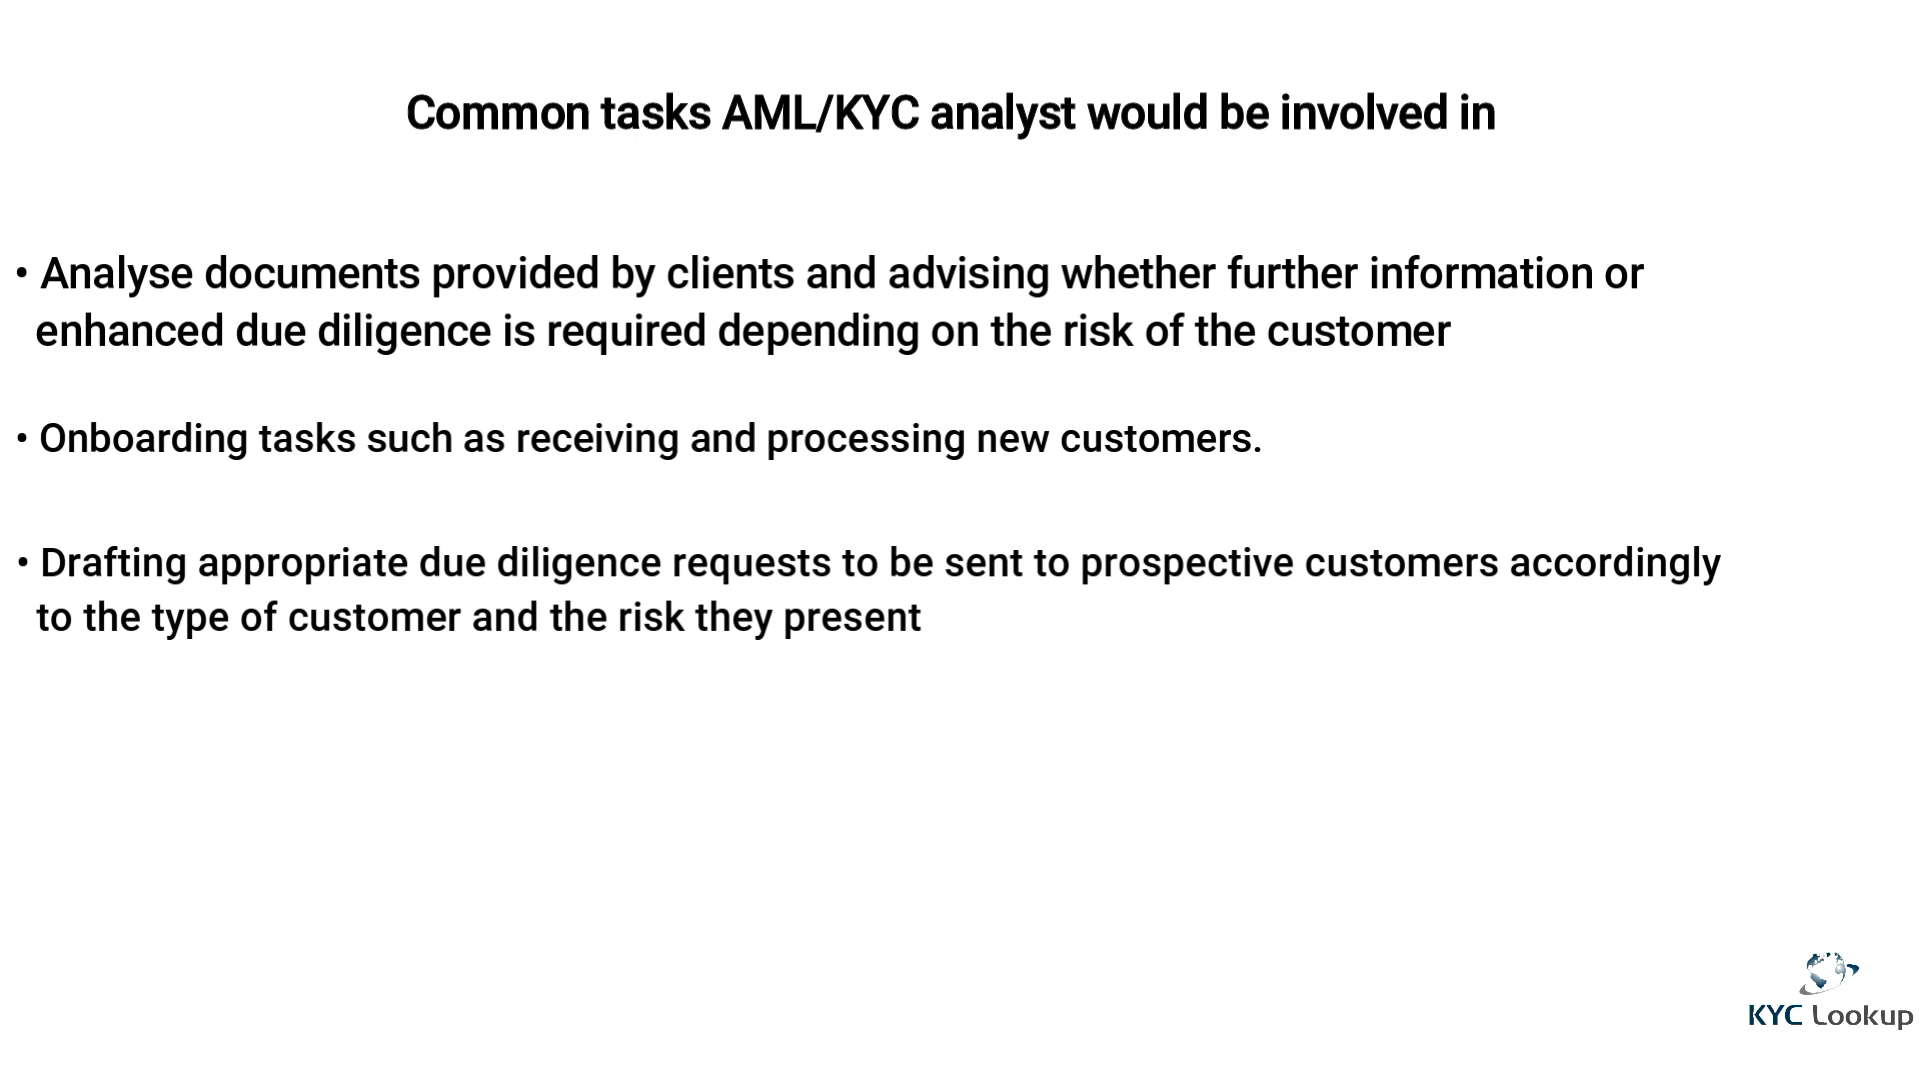 Common tasks AML/KYC analyst would be involved in
• Analyse documents provided by clients and advising whether further information or
enhanced due diligence is required depending on the risk of the customer
• Onboarding tasks such as receiving and processing new customers.
• Drafting appropriate due diligence requests to be sent to prospective customers accordingly
to the type of customer and the risk they present
KYC Lookup